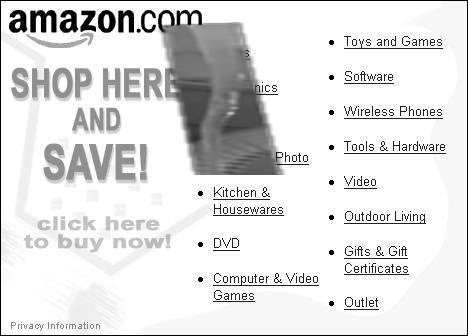 amazon.com
SHOP HERE
AND
SAVE!
click here
to buy now!
Photo
Kitchen &
Housewares
DVD
Computer & Video
Games
Toys and Games
Software
Wireless Phones
Tools & Hardware
Video
Outdoor Living
Gifts & Gift
Certificates
Outlet
Privacy Information